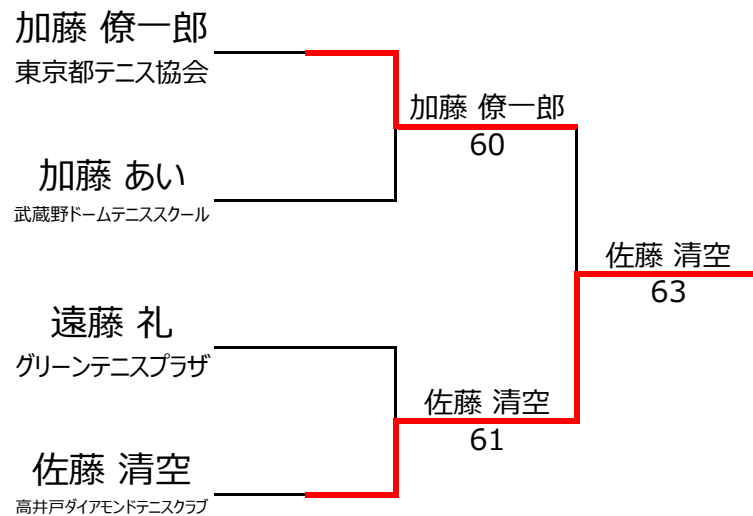 加藤 僚一郎
東京都テニス協会
加藤 僚一郎
60
加藤 あい
武蔵野ドームテニススクール
佐藤 清空
63
遠藤 礼
グリーンテニスプラザ
佐藤 清空
61
佐藤 清空
高井戸ダイアモンドテニスクラブ